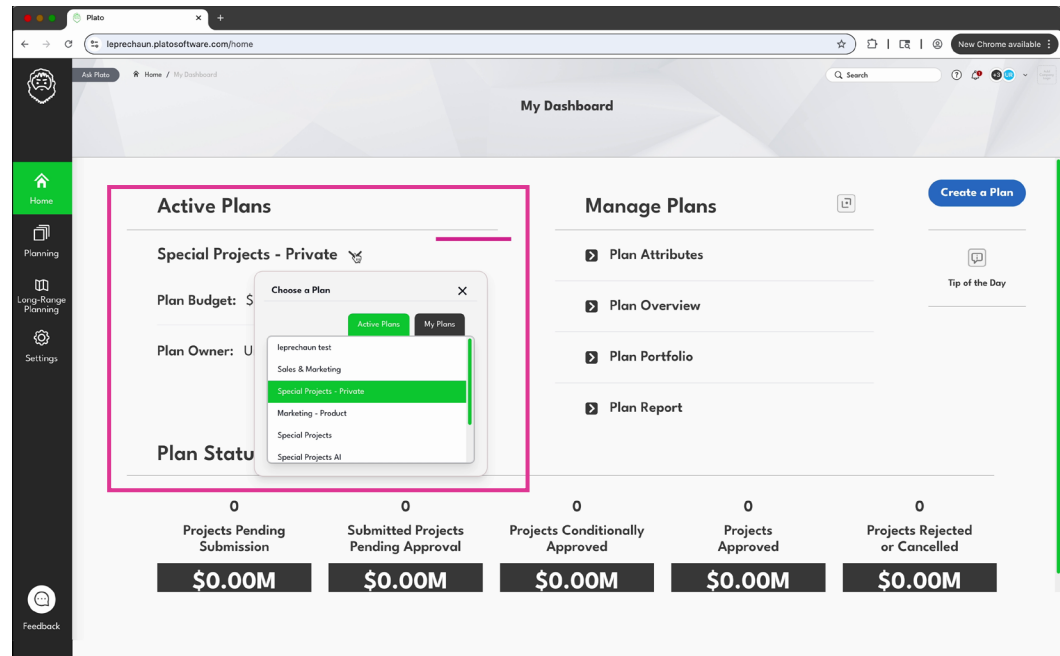 Plato
leprechaun.platosoftware.com/home
New Chrome available
Ask Plato
Home / My Dashboard
Search
+3
My Dashboard
Home
Planning
Long-Range
Planning
Settings
Feedback
Active Plans
Special Projects - Private
Plan Budget: S
Plan Owner: U
Choose a Plan
Active Plans
My Plans
leprechaun test
Sales & Marketing
Special Projects - Private
Marketing - Product
Special Projects
Special Projects AI
Manage Plans
Plan Attributes
Plan Overview
Plan Portfolio
Plan Report
Create a Plan
Tip of the Day
Plan Statu
0
Projects Pending
Submission
$0.00M
0
Submitted Projects
Pending Approval
$0.00M
0
Projects Conditionally
Approved
$0.00M
0
Projects
Approved
$0.00M
0
Projects Rejected
or Cancelled
$0.00M